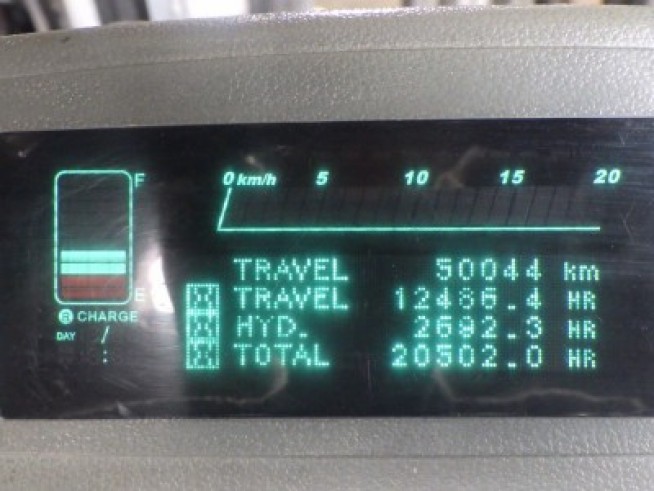 F
0 km/h 5 10 15 20
TRAVEL 50044 km
E TRAVEL 12486.4 HR
CHARGE HYD. 2692.3 HR
DAY / : TOTAL 20502.0 HR